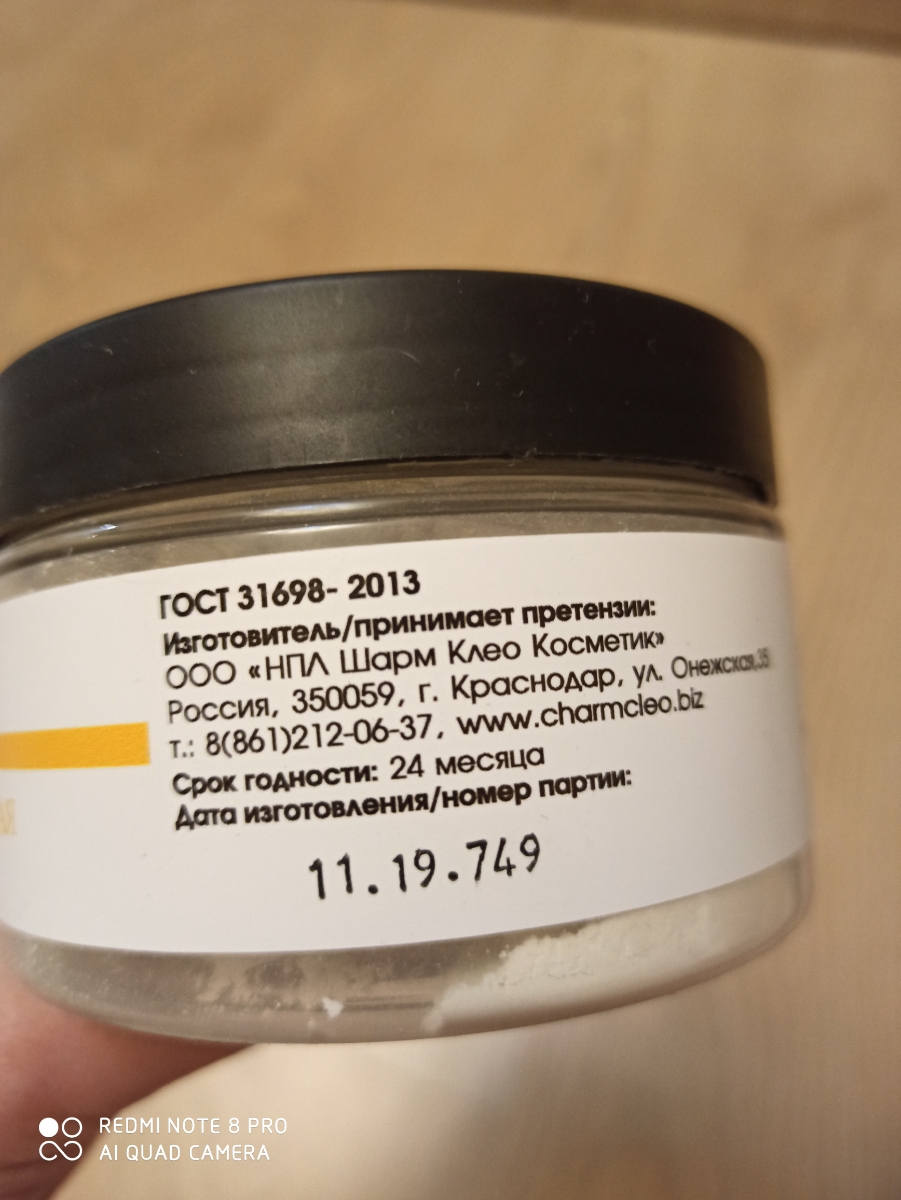 ГОСТ 31698- 2013
Изготовитель/принимает претензии:
ООО «НПЛ Шарм Клео Косметик»
Россия, 350059, г. Краснодар, ул. Онежская,35
т.: 8(861)212-06-37, www.charmcleo.biz
Срок годности: 24 месяца
Дата изготовления/номер партии:
11.19.749
REDMI NOTE 8 PRO
AI QUAD CAMERA